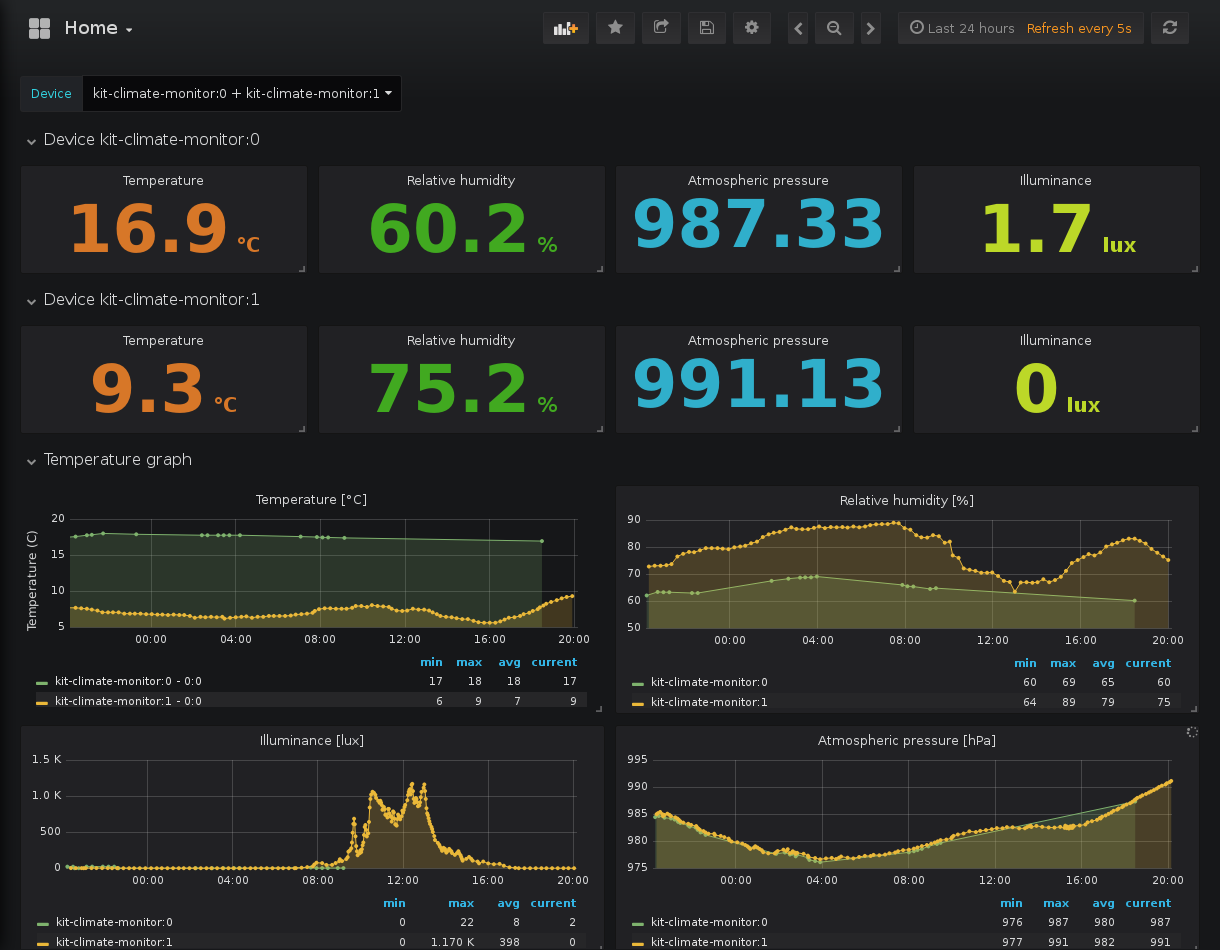 Home
Last 24 hours Refresh every 5s
Device kit-climate-monitor:0 + kit-climate-monitor:1
Device kit-climate-monitor:0
Temperature Relative humidity Atmospheric pressure Illuminance
16.9 °C 60.2 % 987.33 1.7 lux
Device kit-climate-monitor:1
Temperature Relative humidity Atmospheric pressure Illuminance
9.3 °C 75.2 % 991.13 0 lux
Temperature graph
Temperature [°C]
Temperature (C)
20
15
10
5
00:00 04:00 08:00 12:00 16:00 20:00
min max avg current
kit-climate-monitor:0 - 0:0 17 18 18 17
kit-climate-monitor:1 - 0:0 6 9 7 9
Relative humidity [%]
90
80
70
60
50
00:00 04:00 08:00 12:00 16:00 20:00
min max avg current
kit-climate-monitor:0 60 69 65 60
kit-climate-monitor:1 64 89 79 75
Illuminance [lux]
1.5 K
1.0 K
500
0
00:00 04:00 08:00 12:00 16:00 20:00
min max avg current
kit-climate-monitor:0 0 22 8 2
kit-climate-monitor:1 0 1.170 K 398 0
Atmospheric pressure [hPa]
995
990
985
980
975
00:00 04:00 08:00 12:00 16:00 20:00
min max avg current
kit-climate-monitor:0 976 987 980 987
kit-climate-monitor:1 977 991 982 991